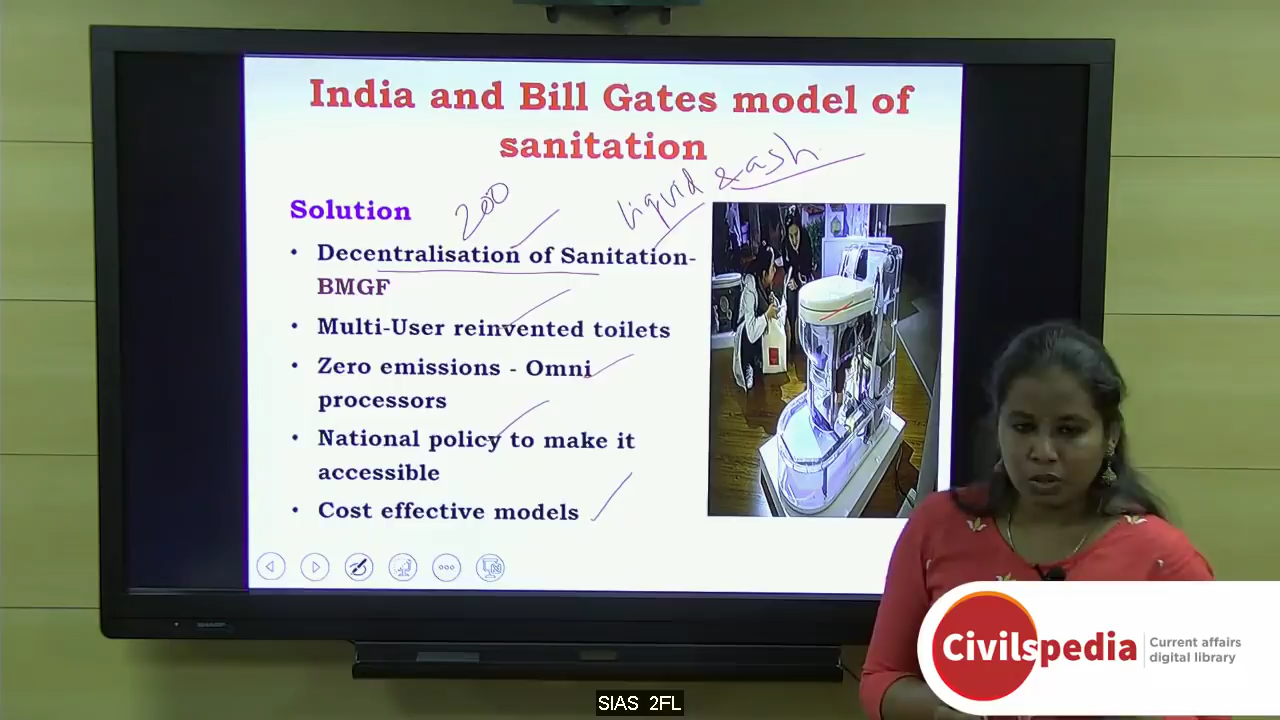 India and Bill Gates model of
sanitation
liquid & ash
200
Solution
• Decentralisation of Sanitation-
BMGF
• Multi-User reinvented toilets
• Zero emissions - Omni
processors
• National policy to make it
accessible
• Cost effective models
SHARP
Civilspedia
Current affairs
digital library
SIAS 2FL